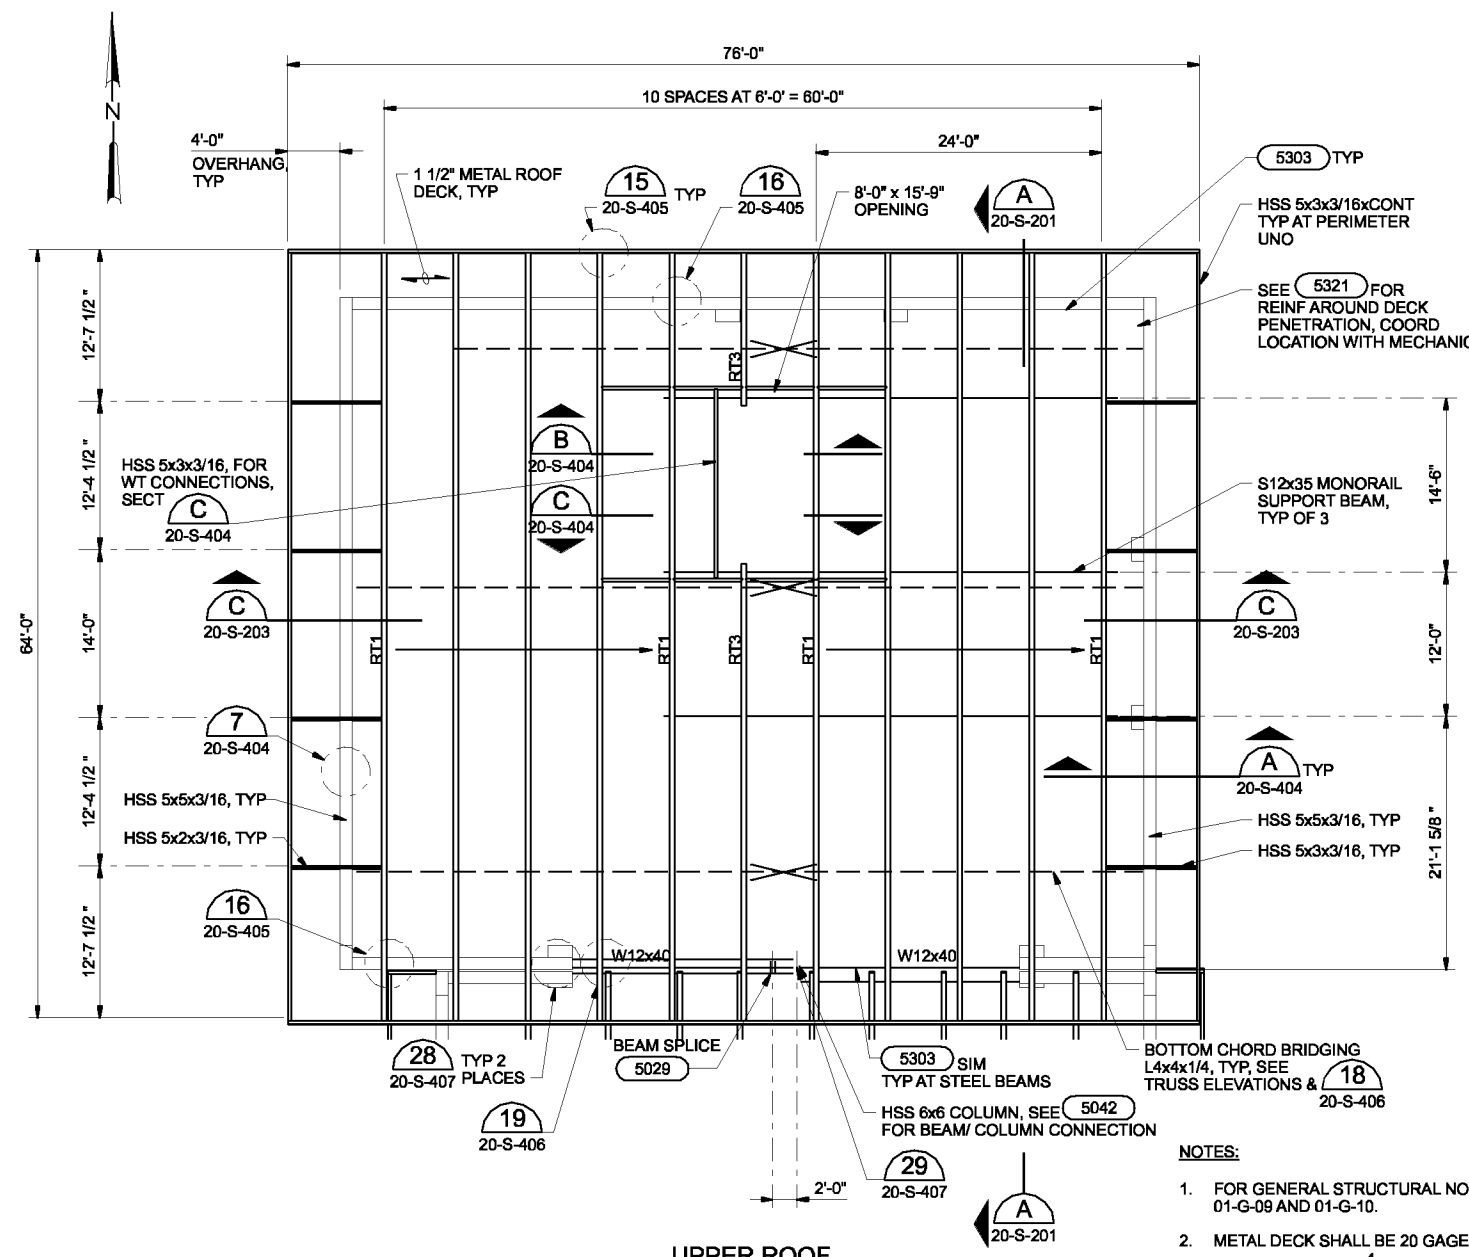 76'-0"
10 SPACES AT 6'-0' = 60'-0"
24'-0"
N
4'-0"
OVERHANG,
TYP
1 1/2" METAL ROOF
DECK, TYP
15 TYP
20-S-405
16
20-S-405
8'-0" x 15'-9"
OPENING
A
20-S-201
5303 TYP
HSS 5x3x3/16xCONT
TYP AT PERIMETER
UNO
SEE 5321 FOR
REINF AROUND DECK
PENETRATION, COORD
LOCATION WITH MECHANIC
12'-7 1/2 "
RT3
B
20-S-404
12'-4 1/2 "
HSS 5x3x3/16, FOR
WT CONNECTIONS,
SECT
C
20-S-404
C
20-S-404
S12x35 MONORAIL
SUPPORT BEAM,
TYP OF 3
14'-6"
C
20-S-203
C
20-S-203
64'-0"
14'-0"
RT1
RT1
RT3
RT1
RT1
12'-0"
7
20-S-404
A TYP
20-S-404
12'-4 1/2 "
HSS 5x5x3/16, TYP
HSS 5x2x3/16, TYP
HSS 5x5x3/16, TYP
HSS 5x3x3/16, TYP
21'-1 5/8 "
16
20-S-405
12'-7 1/2 "
W12x40
W12x40
28 TYP 2
20-S-407 PLACES
BEAM SPLICE
5029
5303 SIM
TYP AT STEEL BEAMS
BOTTOM CHORD BRIDGING
L4x4x1/4, TYP, SEE
TRUSS ELEVATIONS & 18
20-S-406
19
20-S-406
HSS 6x6 COLUMN, SEE 5042
FOR BEAM/ COLUMN CONNECTION
29
20-S-407
2'-0"
A
20-S-201
NOTES:
1. FOR GENERAL STRUCTURAL NO
01-G-09 AND 01-G-10.
2. METAL DECK SHALL BE 20 GAGE
UPPER ROOF